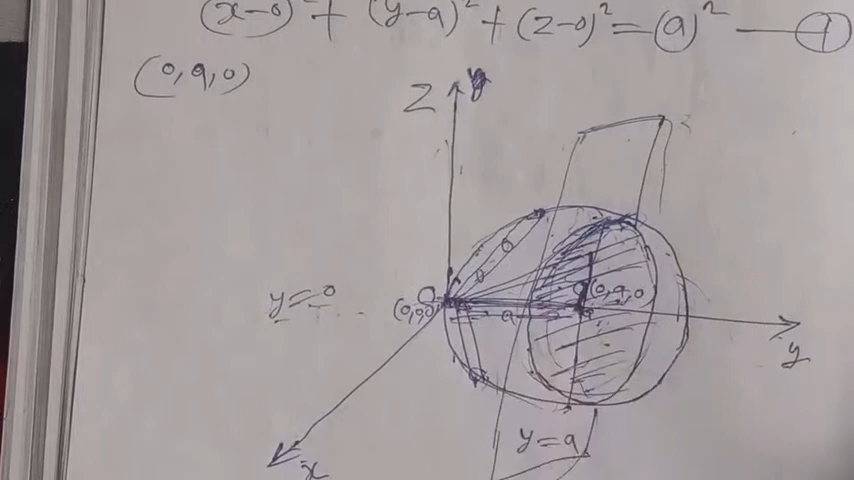 (x-0)² + (y-a)² + (z-0)² = (a)² — 1
(0,a,0)
Z
y=0
(0,0,0)
(0,a,0)
a
y
y=a
x